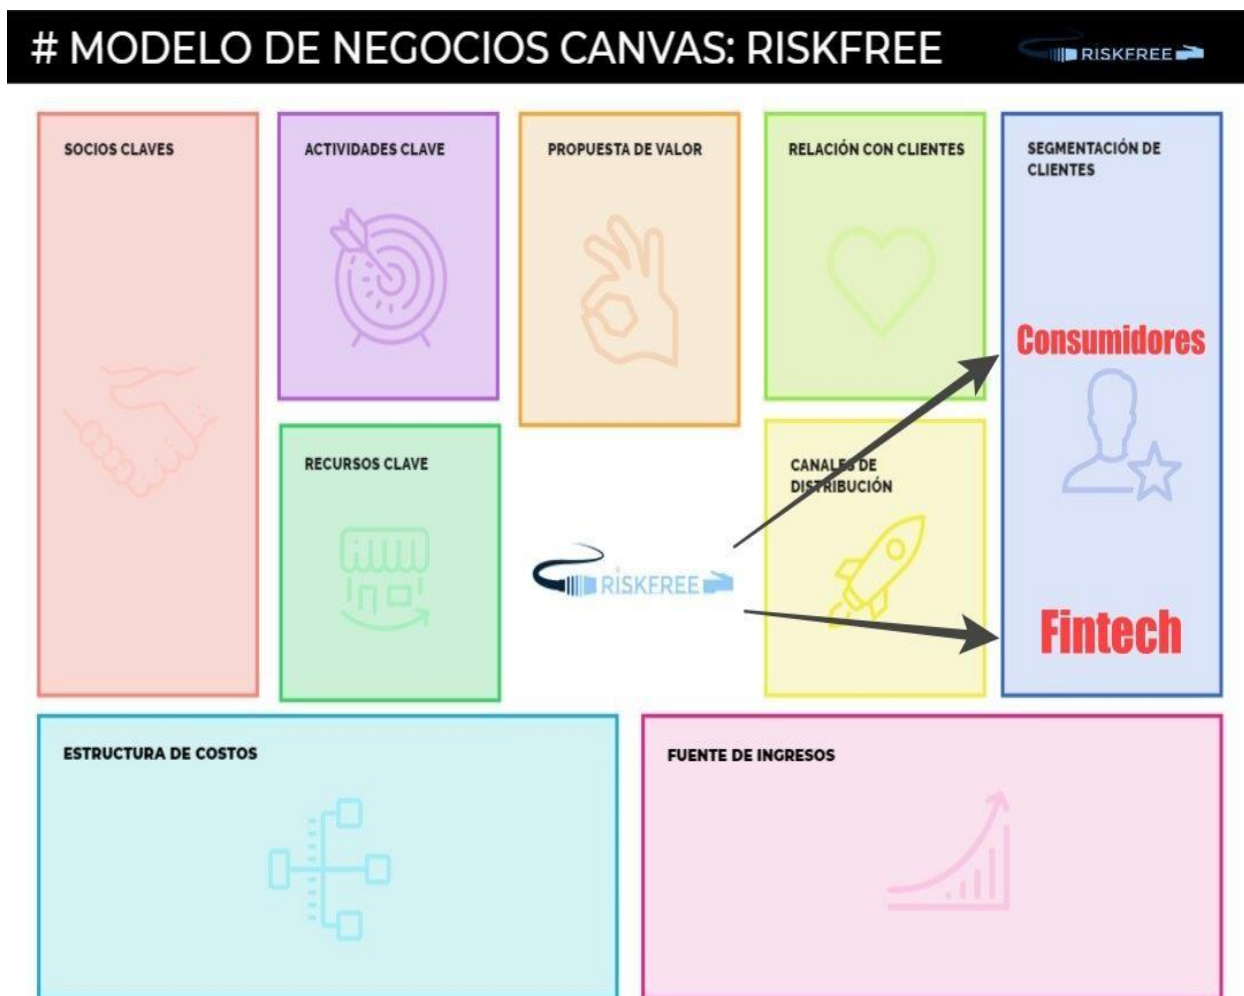 # MODELO DE NEGOCIOS CANVAS: RISKFREE
RISKFREE
SOCIOS CLAVES
ACTIVIDADES CLAVE
PROPUESTA DE VALOR
RELACIÓN CON CLIENTES
SEGMENTACIÓN DE
CLIENTES
Consumidores
RECURSOS CLAVE
CANALES DE
DISTRIBUCIÓN
RISKFREE
Fintech
ESTRUCTURA DE COSTOS
FUENTE DE INGRESOS